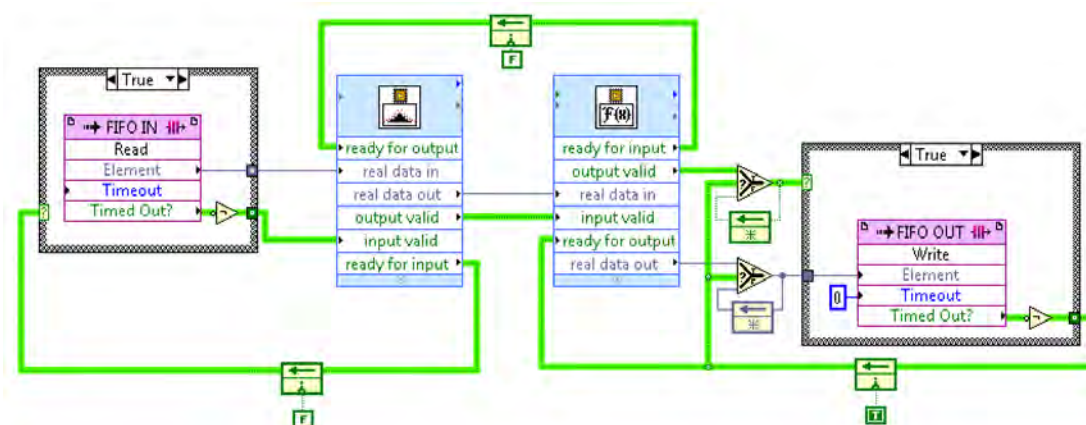 F
True
True
FIFO IN
Read
Element
Timeout
Timed Out?
ready for output
real data in
real data out
output valid
input valid
ready for input
F(x)
ready for input
output valid
real data in
input valid
ready for output
real data out
?
?
FIFO OUT
Write
Element
0
Timeout
Timed Out?
F
T